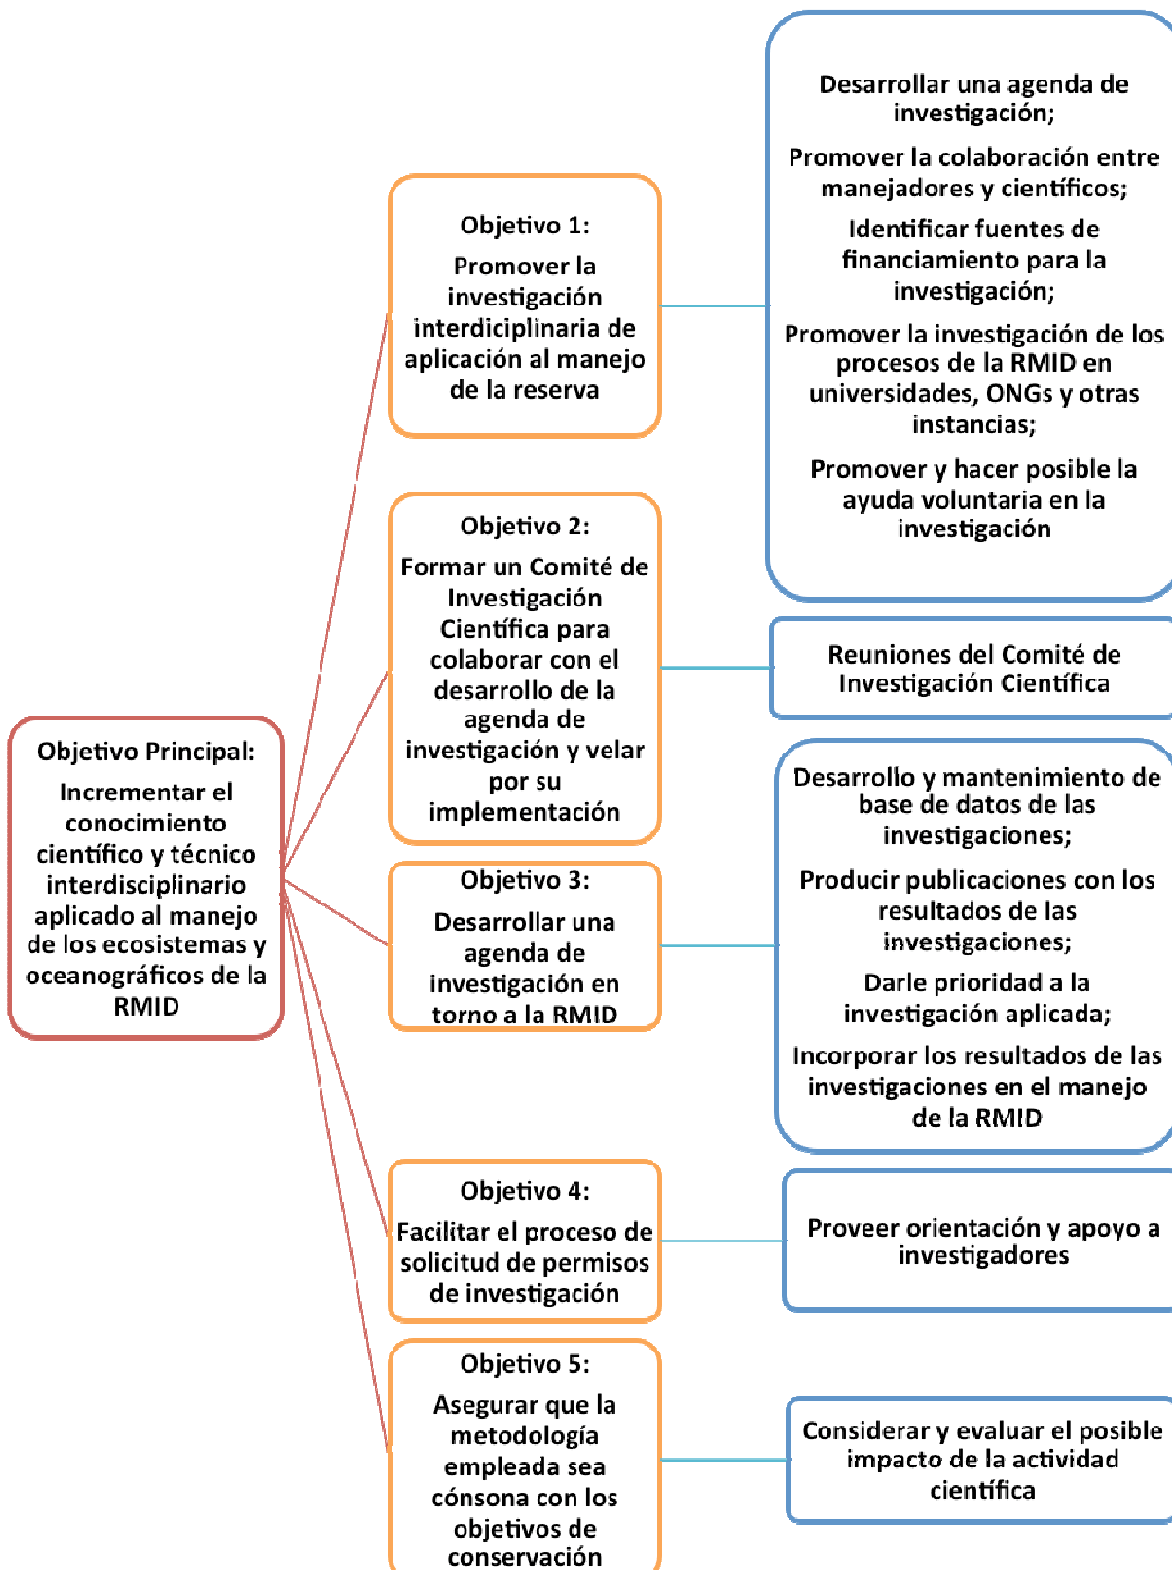 Objetivo Principal:
Incrementar el
conocimiento
científico y técnico
interdisciplinario
aplicado al manejo
de los ecosistemas y
oceanográficos de la
RMID
Objetivo 1:
Promover la
investigación
interdiciplinaria de
aplicación al manejo
de la reserva
Desarrollar una agenda de
investigación;
Promover la colaboración entre
manejadores y científicos;
Identificar fuentes de
financiamiento para la
investigación;
Promover la investigación de los
procesos de la RMID en
universidades, ONGs y otras
instancias;
Promover y hacer posible la
ayuda voluntaria en la
investigación
Objetivo 2:
Formar un Comité de
Investigación
Científica para
colaborar con el
desarrollo de la
agenda de
investigación y velar
por su
implementación
Reuniones del Comité de
Investigación Científica
Objetivo 3:
Desarrollar una
agenda de
investigación en
torno a la RMID
Desarrollo y mantenimiento de
base de datos de las
investigaciones;
Producir publicaciones con los
resultados de las
investigaciones;
Darle prioridad a la
investigación aplicada;
Incorporar los resultados de las
investigaciones en el manejo
de la RMID
Objetivo 4:
Facilitar el proceso de
solicitud de permisos
de investigación
Proveer orientación y apoyo a
investigadores
Objetivo 5:
Asegurar que la
metodología
empleada sea
cónsona con los
objetivos de
conservación
Considerar y evaluar el posible
impacto de la actividad
científica